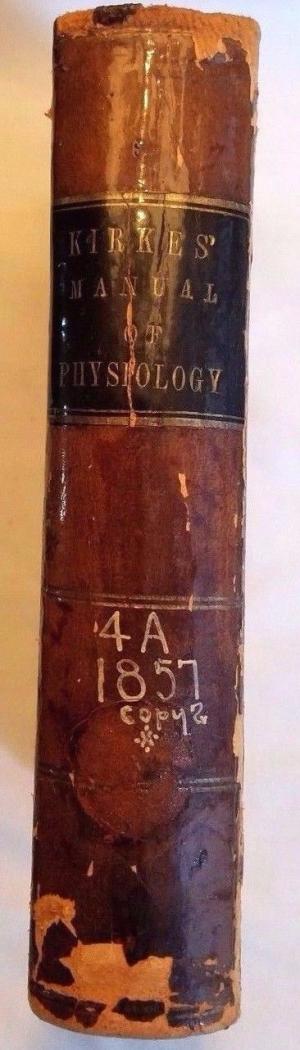 KIRKES'
MANUAL
OF
PHYSIOLOGY
4A
1857
copy 2